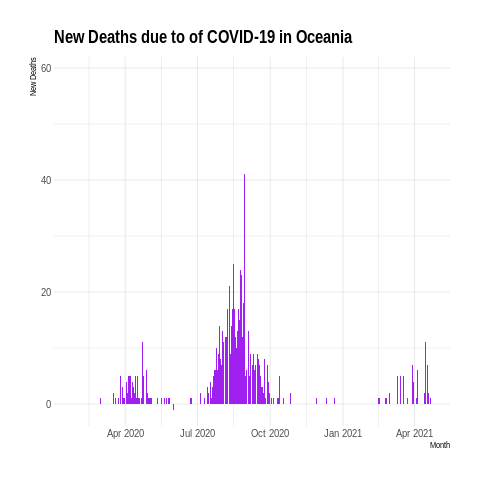 New Deaths due to of COVID-19 in Oceania
New Deaths
60
40
20
0
Apr 2020 Jul 2020 Oct 2020 Jan 2021 Apr 2021
Month